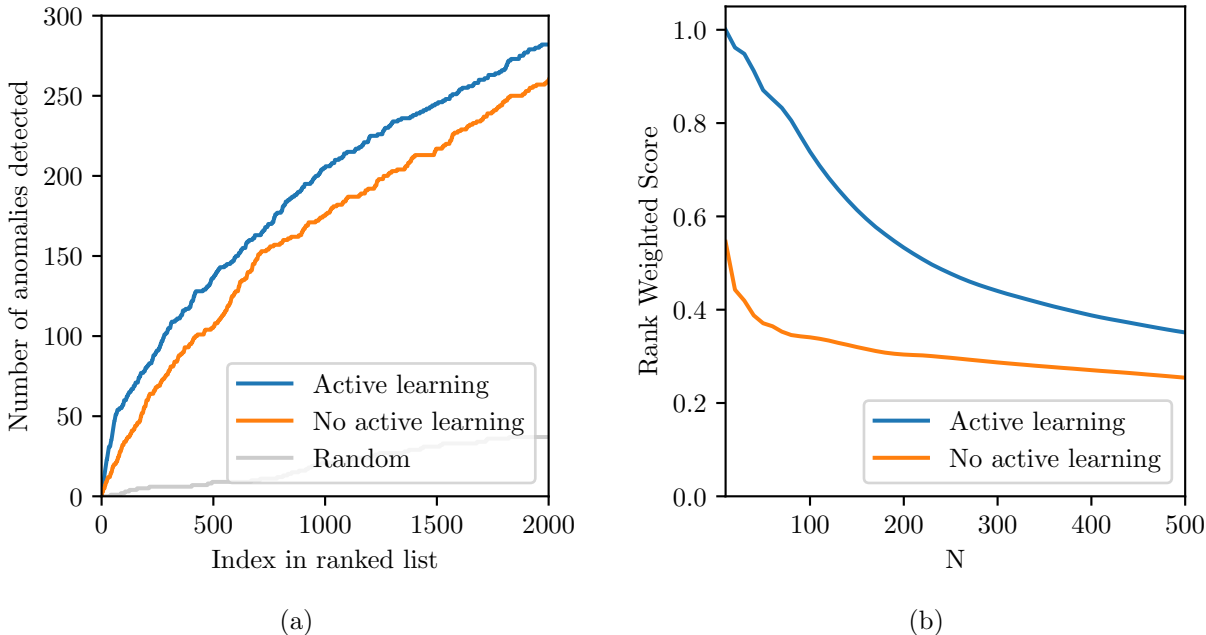 Number of anomalies detected
300
250
200
150
100
50
0
0 500 1000 1500 2000
Index in ranked list
Active learning
No active learning
Random
(a)
Rank Weighted Score
1.0
0.8
0.6
0.4
0.2
0.0
100 200 300 400 500
N
Active learning
No active learning
(b)